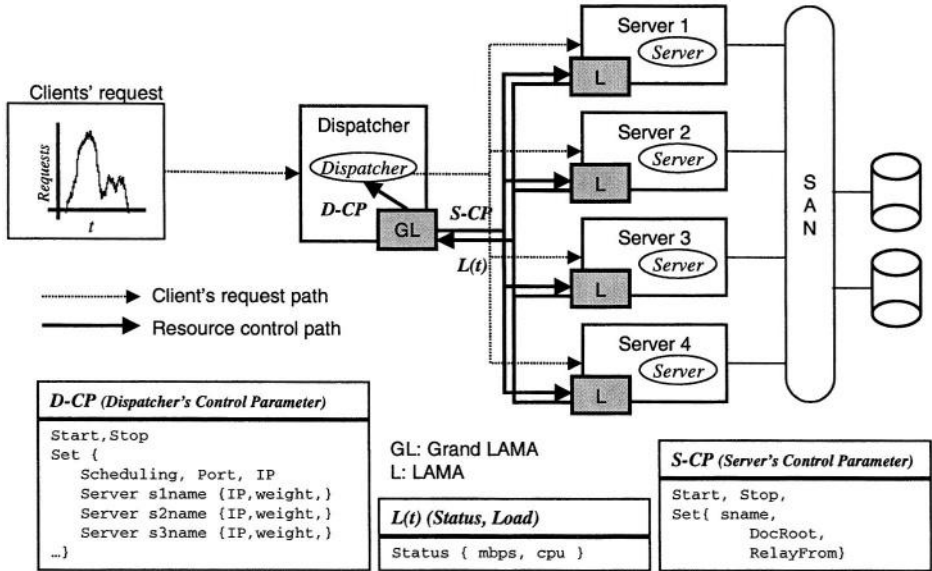 Clients' request
Requests
t
Dispatcher
Dispatcher
D-CP
GL
S-CP
L(t)
Server 1
Server
L
Server 2
Server
L
Server 3
Server
L
Server 4
Server
L
S
A
N
Client's request path
Resource control path
D-CP (Dispatcher's Control Parameter)
Start,Stop
Set {
Scheduling, Port, IP
Server s1name {IP,weight,}
Server s2name {IP,weight,}
Server s3name {IP,weight,}
…}
GL: Grand LAMA
L: LAMA
L(t) (Status, Load)
Status { mbps, cpu }
S-CP (Server's Control Parameter)
Start, Stop,
Set{ sname,
DocRoot,
RelayFrom}